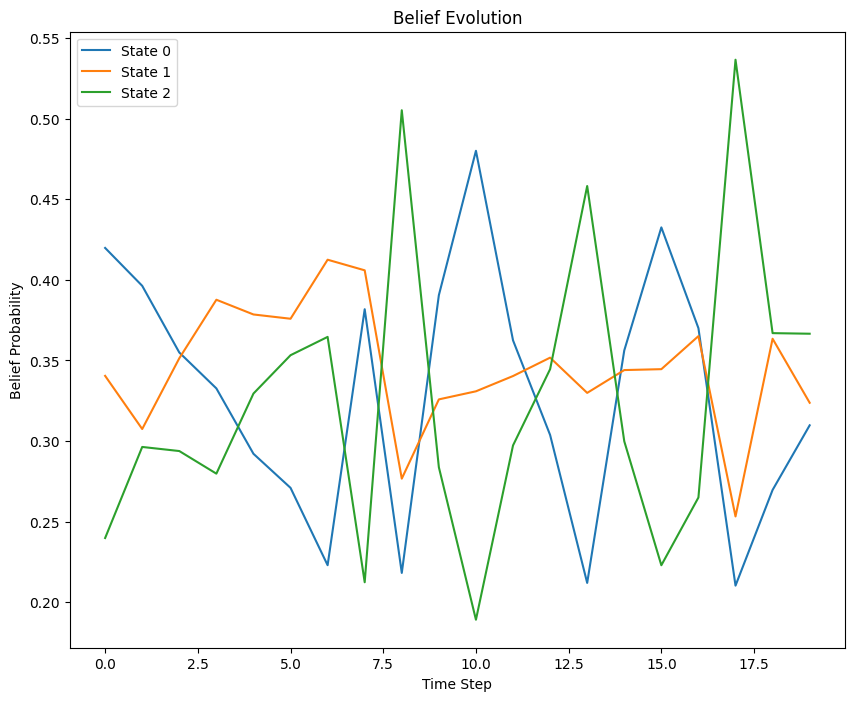 Belief Evolution
State 0
State 1
State 2
Belief Probability
0.55
0.50
0.45
0.40
0.35
0.30
0.25
0.20
0.0 2.5 5.0 7.5 10.0 12.5 15.0 17.5
Time Step